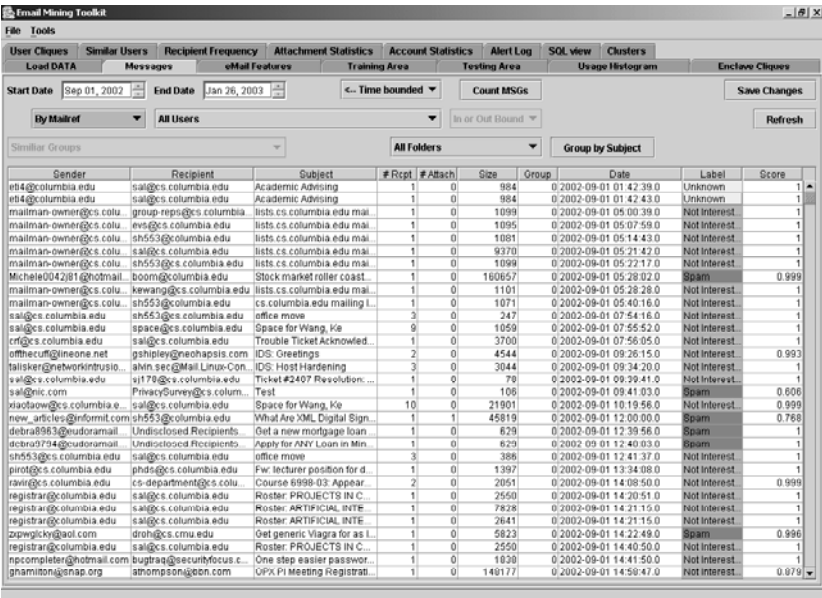 Email Mining Toolkit
File Tools
User Cliques Similar Users Recipient Frequency Attachment Statistics Account Statistics Alert Log SQL view Clusters
Load DATA Messages eMail Features Training Area Testing Area Usage Histogram Enclave Cliques
Start Date Sep 01, 2002 End Date Jan 26, 2003 <.. Time bounded Count MSGs Save Changes
By Mailref All Users In or Out Bound Refresh
Similiar Groups All Folders Group by Subject
Sender Recipient Subject # Rcpt # Attach Size Group Date Label Score
eti4@columbia.edu sal@cs.columbia.edu Academic Advising 1 0 984 0 2002-09-01 01:42:39.0 Unknown 1
eti4@columbia.edu sal@cs.columbia.edu Academic Advising 1 0 984 0 2002-09-01 01:42:43.0 Unknown 1
mailman-owner@cs.colu... group-reps@cs.columbia... lists.cs.columbia.edu mai... 1 0 1099 0 2002-09-01 05:00:39.0 Not Interest... 1
mailman-owner@cs.colu... evs@cs.columbia.edu lists.cs.columbia.edu mai... 1 0 1095 0 2002-09-01 05:07:59.0 Not Interest... 1
mailman-owner@cs.colu... sh553@columbia.edu lists.cs.columbia.edu mai... 1 0 1081 0 2002-09-01 05:14:43.0 Not Interest... 1
mailman-owner@cs.colu... sal@cs.columbia.edu lists.cs.columbia.edu mai... 1 0 9370 0 2002-09-01 05:21:42.0 Not Interest... 1
mailman-owner@cs.colu... sh553@cs.columbia.edu lists.cs.columbia.edu mai... 1 0 1099 0 2002-09-01 05:22:17.0 Not Interest... 1
Michele0042j81@hotmail... boom@columbia.edu Stock market roller coast... 1 0 160657 0 2002-09-01 05:28:02.0 Spam 0.999
mailman-owner@cs.colu... kewang@cs.columbia.edu lists.cs.columbia.edu mai... 1 0 1101 0 2002-09-01 05:28:28.0 Not Interest... 1
mailman-owner@cs.colu... sh553@columbia.edu cs.columbia.edu mailing l... 1 0 1071 0 2002-09-01 05:40:16.0 Not Interest... 1
sal@cs.columbia.edu sh553@cs.columbia.edu office move 3 0 247 0 2002-09-01 07:54:16.0 Not Interest... 1
sal@cs.columbia.edu space@cs.columbia.edu Space for Wang, Ke 9 0 1059 0 2002-09-01 07:55:52.0 Not Interest... 1
crf@cs.columbia.edu sal@cs.columbia.edu Trouble Ticket Acknowled... 1 0 3700 0 2002-09-01 07:56:05.0 Not Interest... 1
offthecuff@lineone.net gshipley@neohapsis.com IDS: Greetings 2 0 4544 0 2002-09-01 09:26:15.0 Not Interest... 0.993
talisker@networkintrusio... alvin.sec@Mail.Linux-Con... IDS: Host Hardening 3 0 3044 0 2002-09-01 09:34:20.0 Not Interest... 1
sal@cs.columbia.edu sj178@cs.columbia.edu Ticket #2407 Resolution: ... 1 0 78 0 2002-09-01 09:39:41.0 Not Interest... 1
sal@nic.com PrivacySurvey@cs.colum... Test 1 0 106 0 2002-09-01 09:41:03.0 Spam 0.606
xiaotaow@cs.columbia.e... sal@cs.columbia.edu Space for Wang, Ke 10 0 21901 0 2002-09-01 10:19:56.0 Not Interest... 0.999
new_articles@informit.com sh553@columbia.edu What Are XML Digital Sign... 1 1 45819 0 2002-09-01 12:00:00.0 Spam 0.768
debra8963@eudoramail... Undisclosed.Recipients... Get a new mortgage loan ... 1 0 629 0 2002-09-01 12:39:56.0 Spam 1
debra9794@eudoramail... Undisclosed.Recipients... Apply for ANY Loan in Min... 1 0 629 0 2002-09-01 12:40:03.0 Spam 1
sh553@cs.columbia.edu sal@cs.columbia.edu office move 3 0 386 0 2002-09-01 12:41:37.0 Not Interest... 1
pirot@cs.columbia.edu phds@cs.columbia.edu Fw: lecturer position for d... 1 0 1397 0 2002-09-01 13:34:08.0 Not Interest... 1
ravir@cs.columbia.edu cs-department@cs.colu... Course 6998-03: Appear... 2 0 2051 0 2002-09-01 14:08:50.0 Not Interest... 0.999
registrar@columbia.edu sal@cs.columbia.edu Roster: PROJECTS IN C... 1 0 2550 0 2002-09-01 14:20:51.0 Not Interest... 1
registrar@columbia.edu sal@cs.columbia.edu Roster: ARTIFICIAL INTE... 1 0 7828 0 2002-09-01 14:21:15.0 Not Interest... 1
registrar@columbia.edu sal@cs.columbia.edu Roster: ARTIFICIAL INTE... 1 0 2641 0 2002-09-01 14:21:15.0 Not Interest... 1
zxpwglcky@aol.com droh@cs.cmu.edu Get generic Viagra for as l... 1 0 5823 0 2002-09-01 14:22:49.0 Spam 0.996
registrar@columbia.edu sal@cs.columbia.edu Roster: PROJECTS IN C... 1 0 2550 0 2002-09-01 14:40:50.0 Not Interest... 1
npcompleter@hotmail.com bugtraq@securityfocus.c... One step easier passwor... 1 0 1838 0 2002-09-01 14:41:50.0 Not Interest... 1
ghamilton@snap.org athompson@bbn.com OPX PI Meeting Registrati... 1 0 148177 0 2002-09-01 14:58:47.0 Not Interest... 0.879